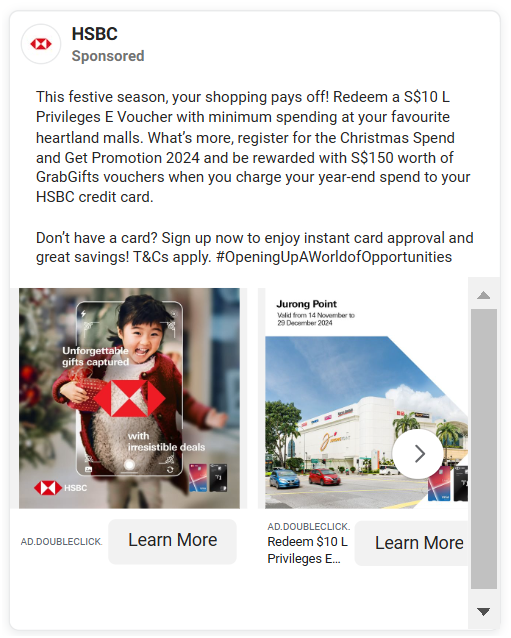 HSBC
Sponsored
This festive season, your shopping pays off! Redeem a S$10 L
Privileges E Voucher with minimum spending at your favourite
heartland malls. What’s more, register for the Christmas Spend
and Get Promotion 2024 and be rewarded with S$150 worth of
GrabGifts vouchers when you charge your year-end spend to your
HSBC credit card.
Don’t have a card? Sign up now to enjoy instant card approval and
great savings! T&Cs apply. #OpeningUpAWorldofOpportunities
Unforgettable
gifts captured
with
irresistible deals
HSBC
AD.DOUBLECLICK.
Learn More
Jurong Point
Valid from 14 November to
29 December 2024
AD.DOUBLECLICK.
Redeem $10 L
Privileges E...
Learn More